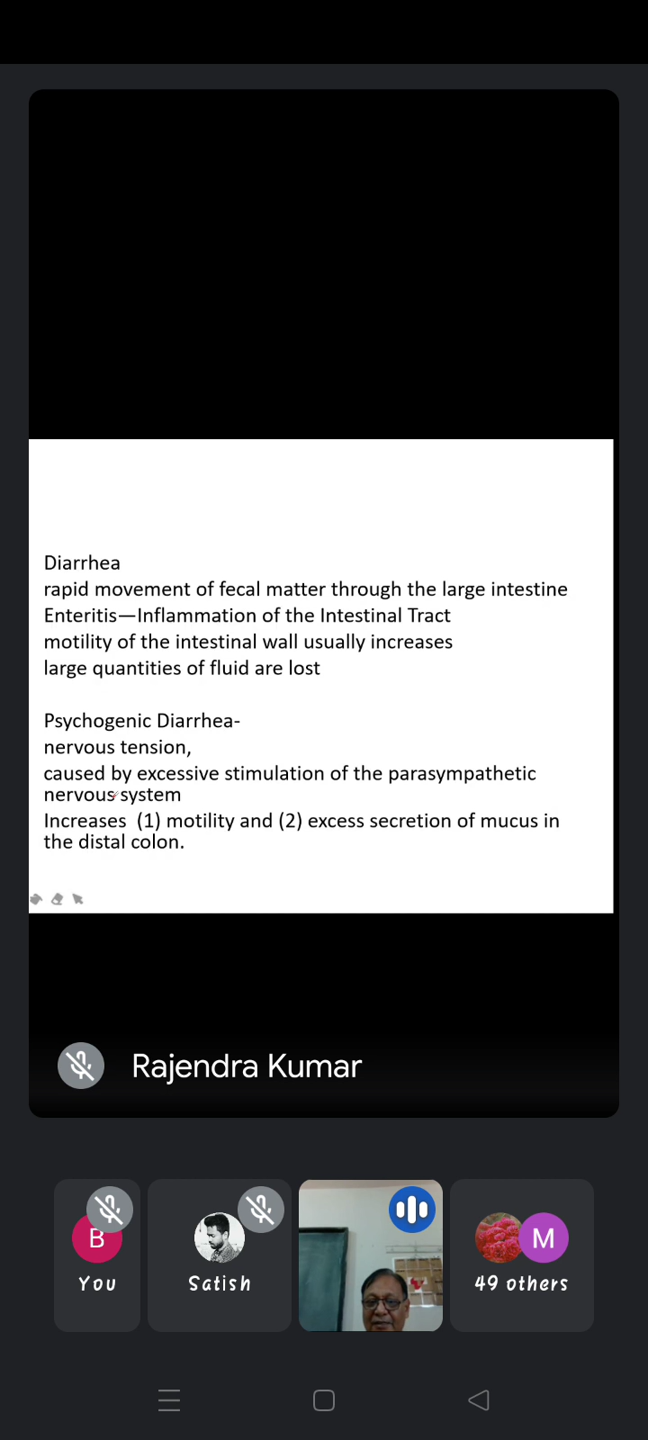 Diarrhea
rapid movement of fecal matter through the large intestine
Enteritis—Inflammation of the Intestinal Tract
motility of the intestinal wall usually increases
large quantities of fluid are lost
Psychogenic Diarrhea-
nervous tension,
caused by excessive stimulation of the parasympathetic
nervous system
Increases (1) motility and (2) excess secretion of mucus in
the distal colon.
Rajendra Kumar
B
M
You
Satish
49 others